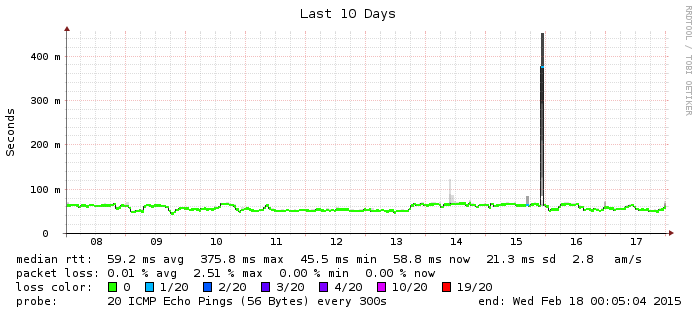 Last 10 Days
RRDTOOL / TOBI OETIKER
Seconds
400 m
300 m
200 m
100 m
0
08 09 10 11 12 13 14 15 16 17
median rtt: 59.2 ms avg 375.8 ms max 45.5 ms min 58.8 ms now 21.3 ms sd 2.8 am/s
packet loss: 0.01 % avg 2.51 % max 0.00 % min 0.00 % now
loss color: 0 1/20 2/20 3/20 4/20 10/20 19/20
probe: 20 ICMP Echo Pings (56 Bytes) every 300s end: Wed Feb 18 00:05:04 2015